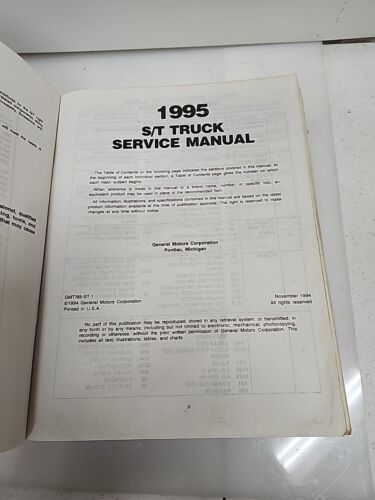 1995
S/T TRUCK
SERVICE MANUAL
The Table of Contents on the following page indicates the sections covered in this manual. At
the beginning of each individual section, a Table of Contents page gives the number on which
each major subject begins.
When reference is made in this manual to a brand name, number, or specific tool, an
equivalent product may be used in place of the recommended item.
All information, illustrations, and specifications contained in this manual are based on the latest
product information available at the time of publication approval. The right is reserved to make
changes at any time without notice.
General Motors Corporation
Pontiac, Michigan
GMT/95-ST-1
©1994 General Motors Corporation
Printed in U.S.A.
November 1994
All rights reserved
No part of this publication may be reproduced, stored in any retrieval system, or transmitted, in
any form or by any means, including but not limited to electronic, mechanical, photocopying,
recording or otherwise, without the prior written permission of General Motors Corporation. This
includes all text, illustrations, tables, and charts.